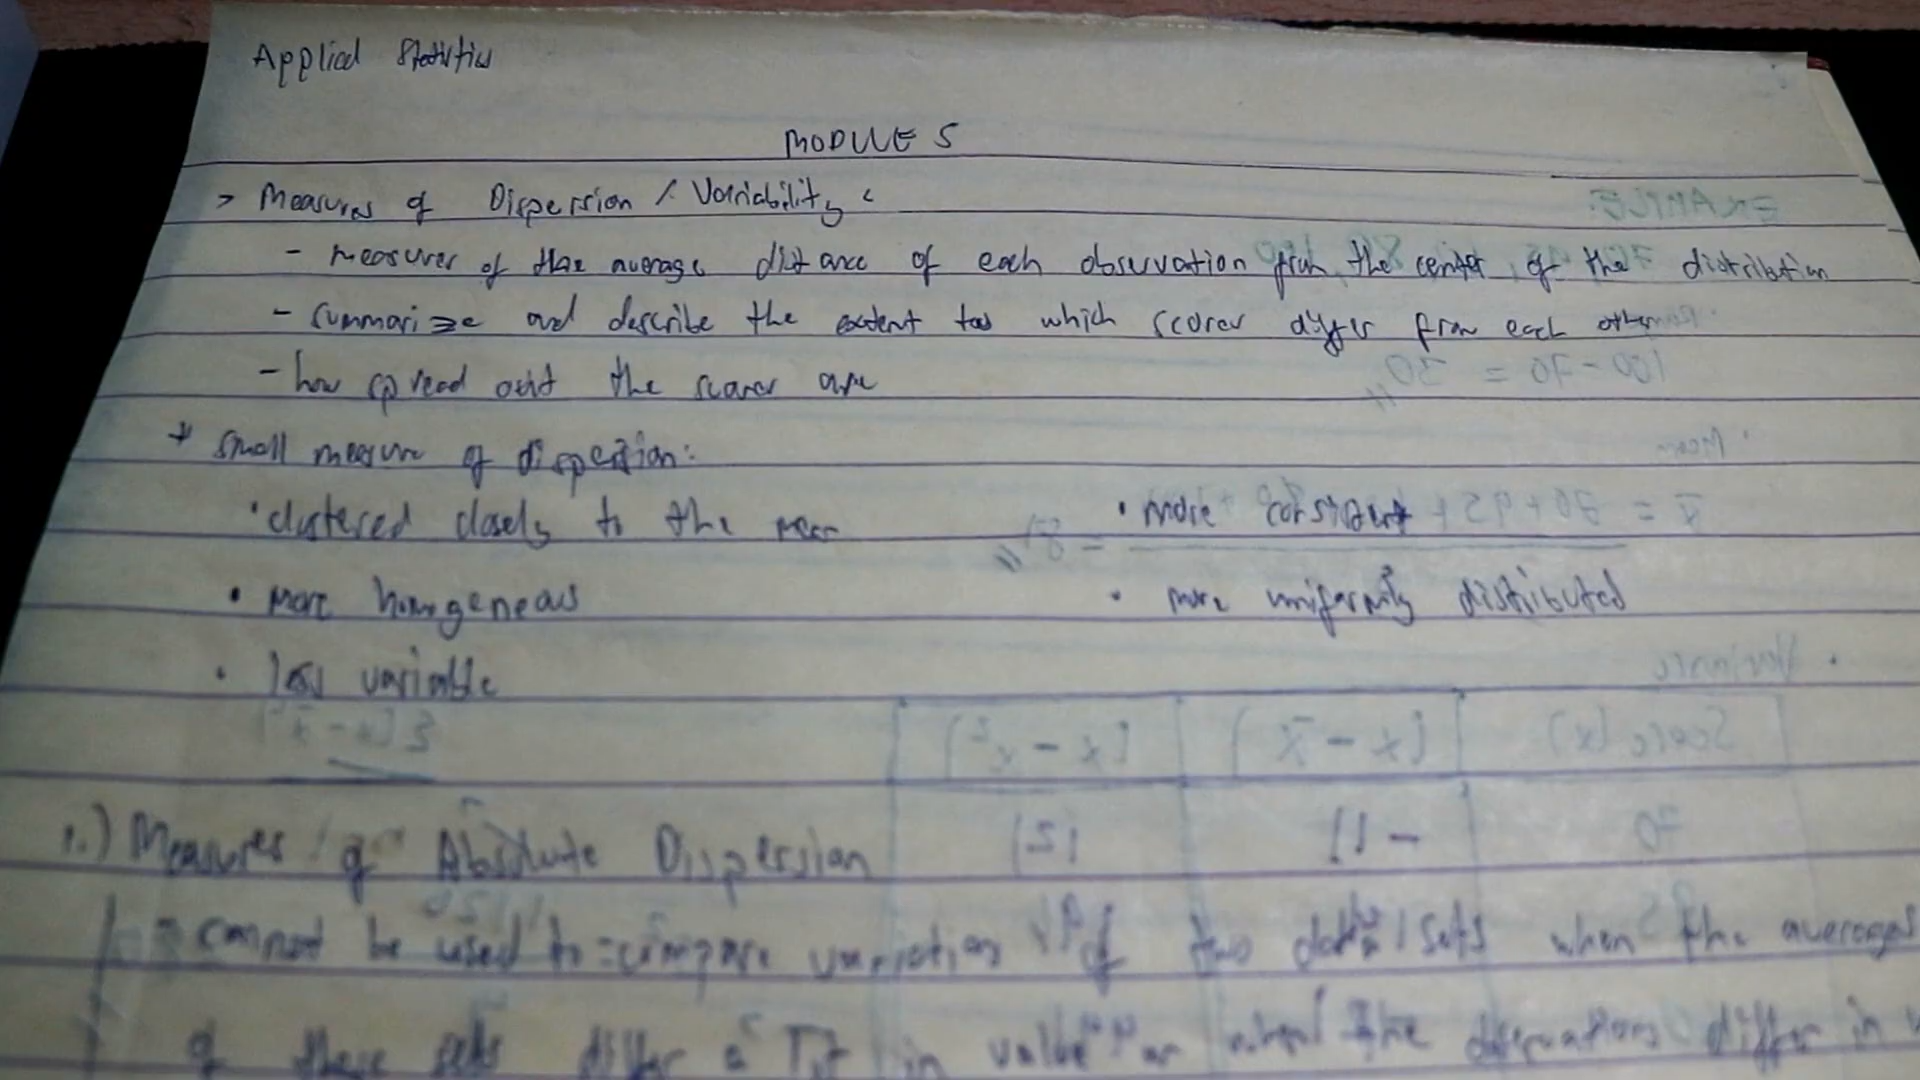 Applied Statistics
MODULE 5
> Measures of Dispersion / Variability <
- measures of the average distance of each observation from the center of the distribution
- summarize and describe the extent to which scores differ from each other
- how spread out the scores are
* small measure of dispersion:
• clustered closely to the mean • more consistent
• more homogeneous • more uniformly distributed
• less variable
1.) Measures of Absolute Dispersion
- cannot be used to compare variation of two data sets when the averages
of these sets differ a lot in value or when the observations differ in